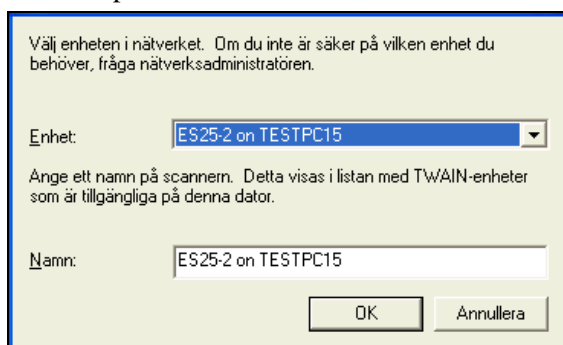 Välj enheten i nätverket. Om du inte är säker på vilken enhet du
behöver, fråga nätverksadministratören.
Enhet: ES25-2 on TESTPC15
Ange ett namn på scannern. Detta visas i listan med TWAIN-enheter
som är tillgängliga på denna dator.
Namn: ES25-2 on TESTPC15
OK Annullera